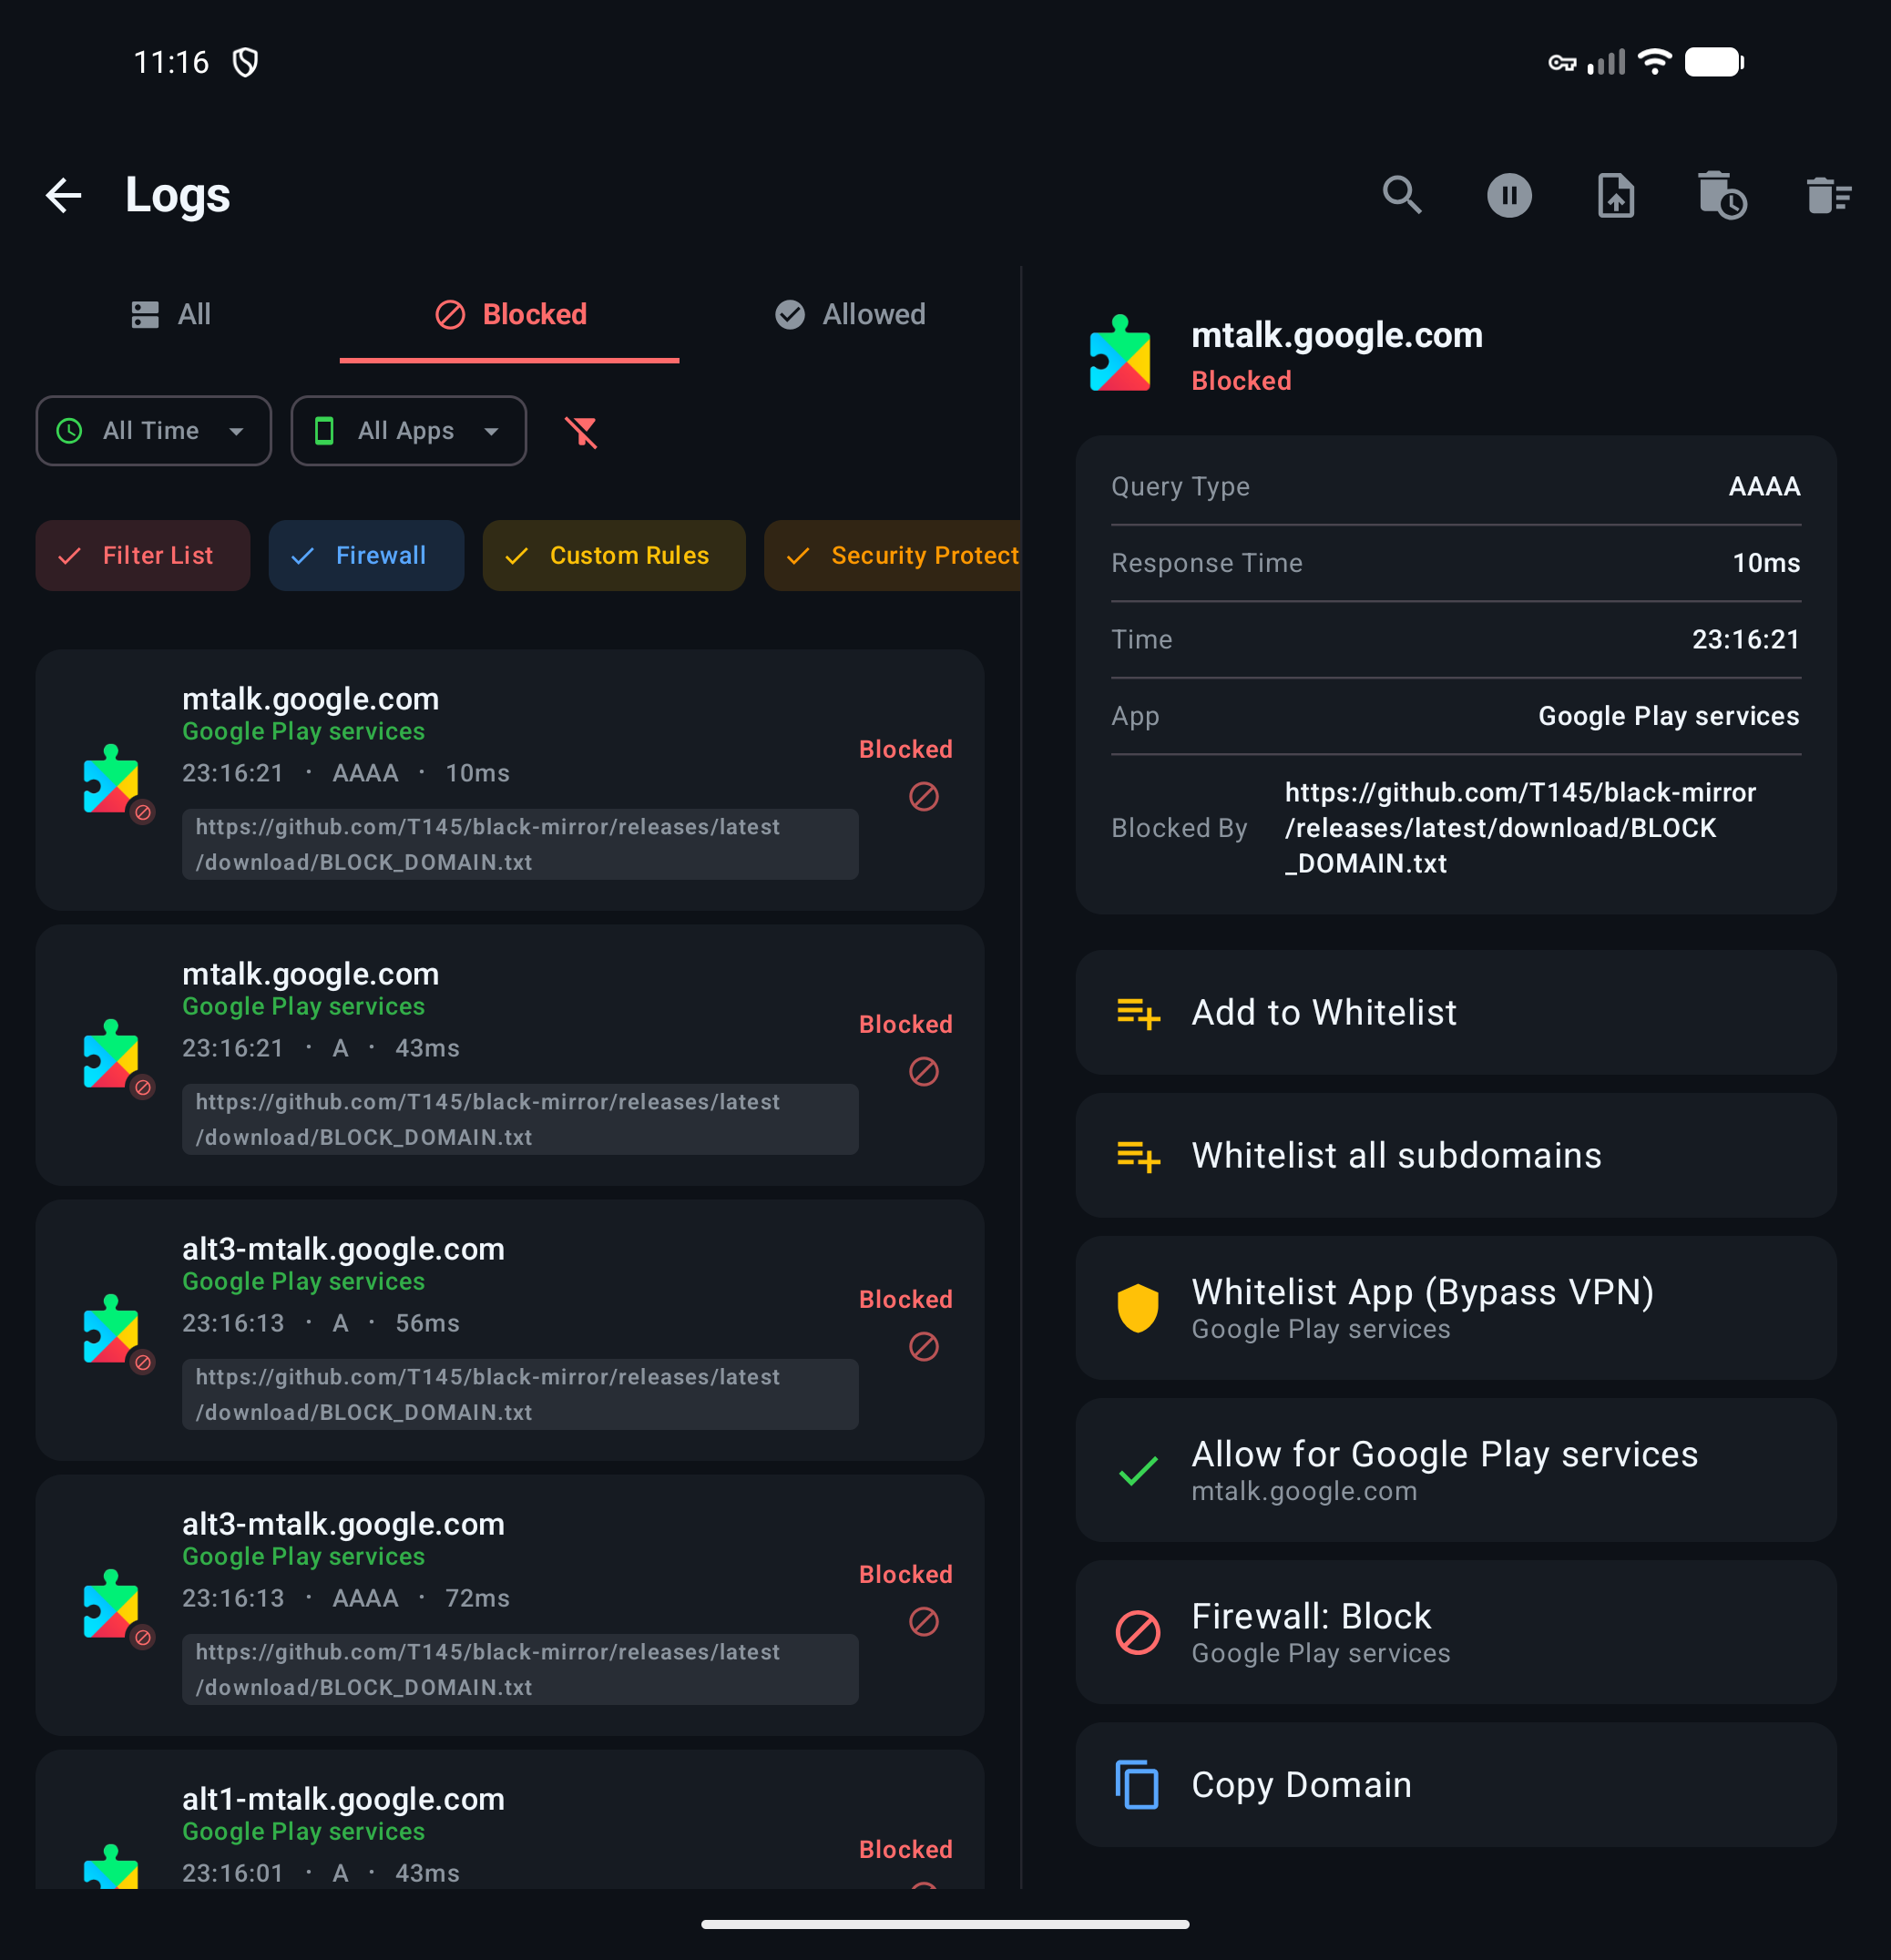 11:16
Logs
All
Blocked
Allowed
All Time
All Apps
Filter List
Firewall
Custom Rules
Security Protect
mtalk.google.com
Google Play services
23:16:21 · AAAA · 10ms
https://github.com/T145/black-mirror/releases/latest
/download/BLOCK_DOMAIN.txt
Blocked
mtalk.google.com
Google Play services
23:16:21 · A · 43ms
https://github.com/T145/black-mirror/releases/latest
/download/BLOCK_DOMAIN.txt
Blocked
alt3-mtalk.google.com
Google Play services
23:16:13 · A · 56ms
https://github.com/T145/black-mirror/releases/latest
/download/BLOCK_DOMAIN.txt
Blocked
alt3-mtalk.google.com
Google Play services
23:16:13 · AAAA · 72ms
https://github.com/T145/black-mirror/releases/latest
/download/BLOCK_DOMAIN.txt
Blocked
alt1-mtalk.google.com
Google Play services
23:16:01 · A · 43ms
Blocked
mtalk.google.com
Blocked
Query Type AAAA
Response Time 10ms
Time 23:16:21
App Google Play services
Blocked By
https://github.com/T145/black-mirror
/releases/latest/download/BLOCK
_DOMAIN.txt
Add to Whitelist
Whitelist all subdomains
Whitelist App (Bypass VPN)
Google Play services
Allow for Google Play services
mtalk.google.com
Firewall: Block
Google Play services
Copy Domain